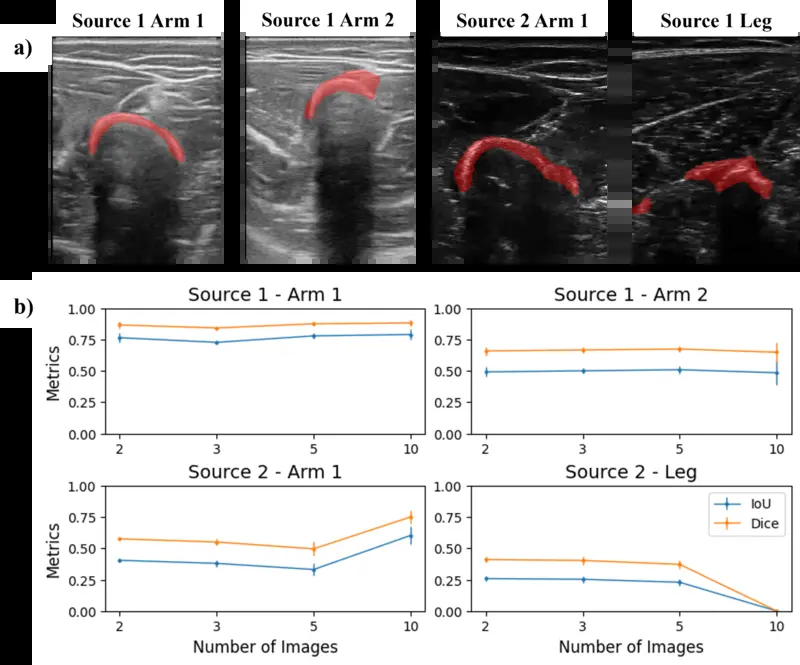 Source 1 Arm 1 Source 1 Arm 2 Source 2 Arm 1 Source 1 Leg
a)
b)
Source 1 - Arm 1
Source 1 - Arm 2
1.00
0.75
0.50
0.25
0.00
Metrics
2 3 5 10
1.00
0.75
0.50
0.25
0.00
2 3 5 10
Source 2 - Arm 1
Source 2 - Leg
1.00
0.75
0.50
0.25
0.00
Metrics
2 3 5 10
Number of Images
1.00
0.75
0.50
0.25
0.00
IoU
Dice
2 3 5 10
Number of Images